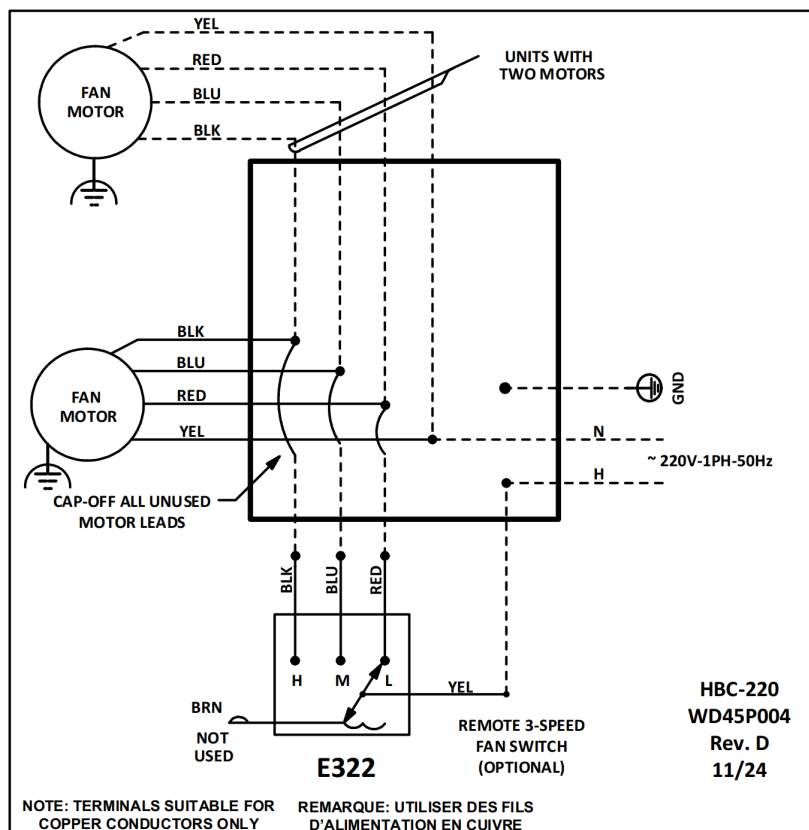 YEL
RED
BLU
BLK
FAN
MOTOR
UNITS WITH
TWO MOTORS
BLK
BLU
RED
YEL
FAN
MOTOR
GND
N
~ 220V-1PH-50Hz
H
CAP-OFF ALL UNUSED
MOTOR LEADS
BLK
BLU
RED
H
M
L
YEL
BRN
NOT
USED
E322
REMOTE 3-SPEED
FAN SWITCH
(OPTIONAL)
HBC-220
WD45P004
Rev. D
11/24
NOTE: TERMINALS SUITABLE FOR
COPPER CONDUCTORS ONLY
REMARQUE: UTILISER DES FILS
D'ALIMENTATION EN CUIVRE